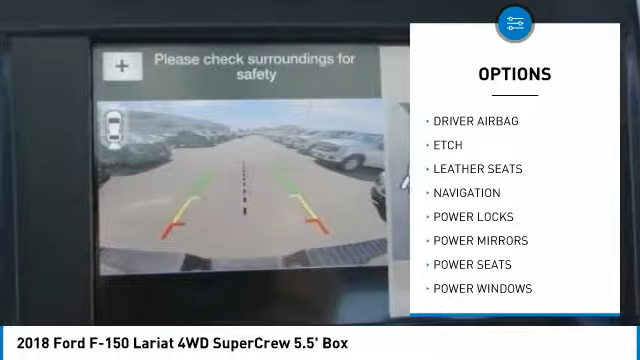 Please check surroundings for
safety
OPTIONS
DRIVER AIRBAG
ETCH
LEATHER SEATS
NAVIGATION
POWER LOCKS
POWER MIRRORS
POWER SEATS
POWER WINDOWS
2018 Ford F-150 Lariat 4WD SuperCrew 5.5' Box